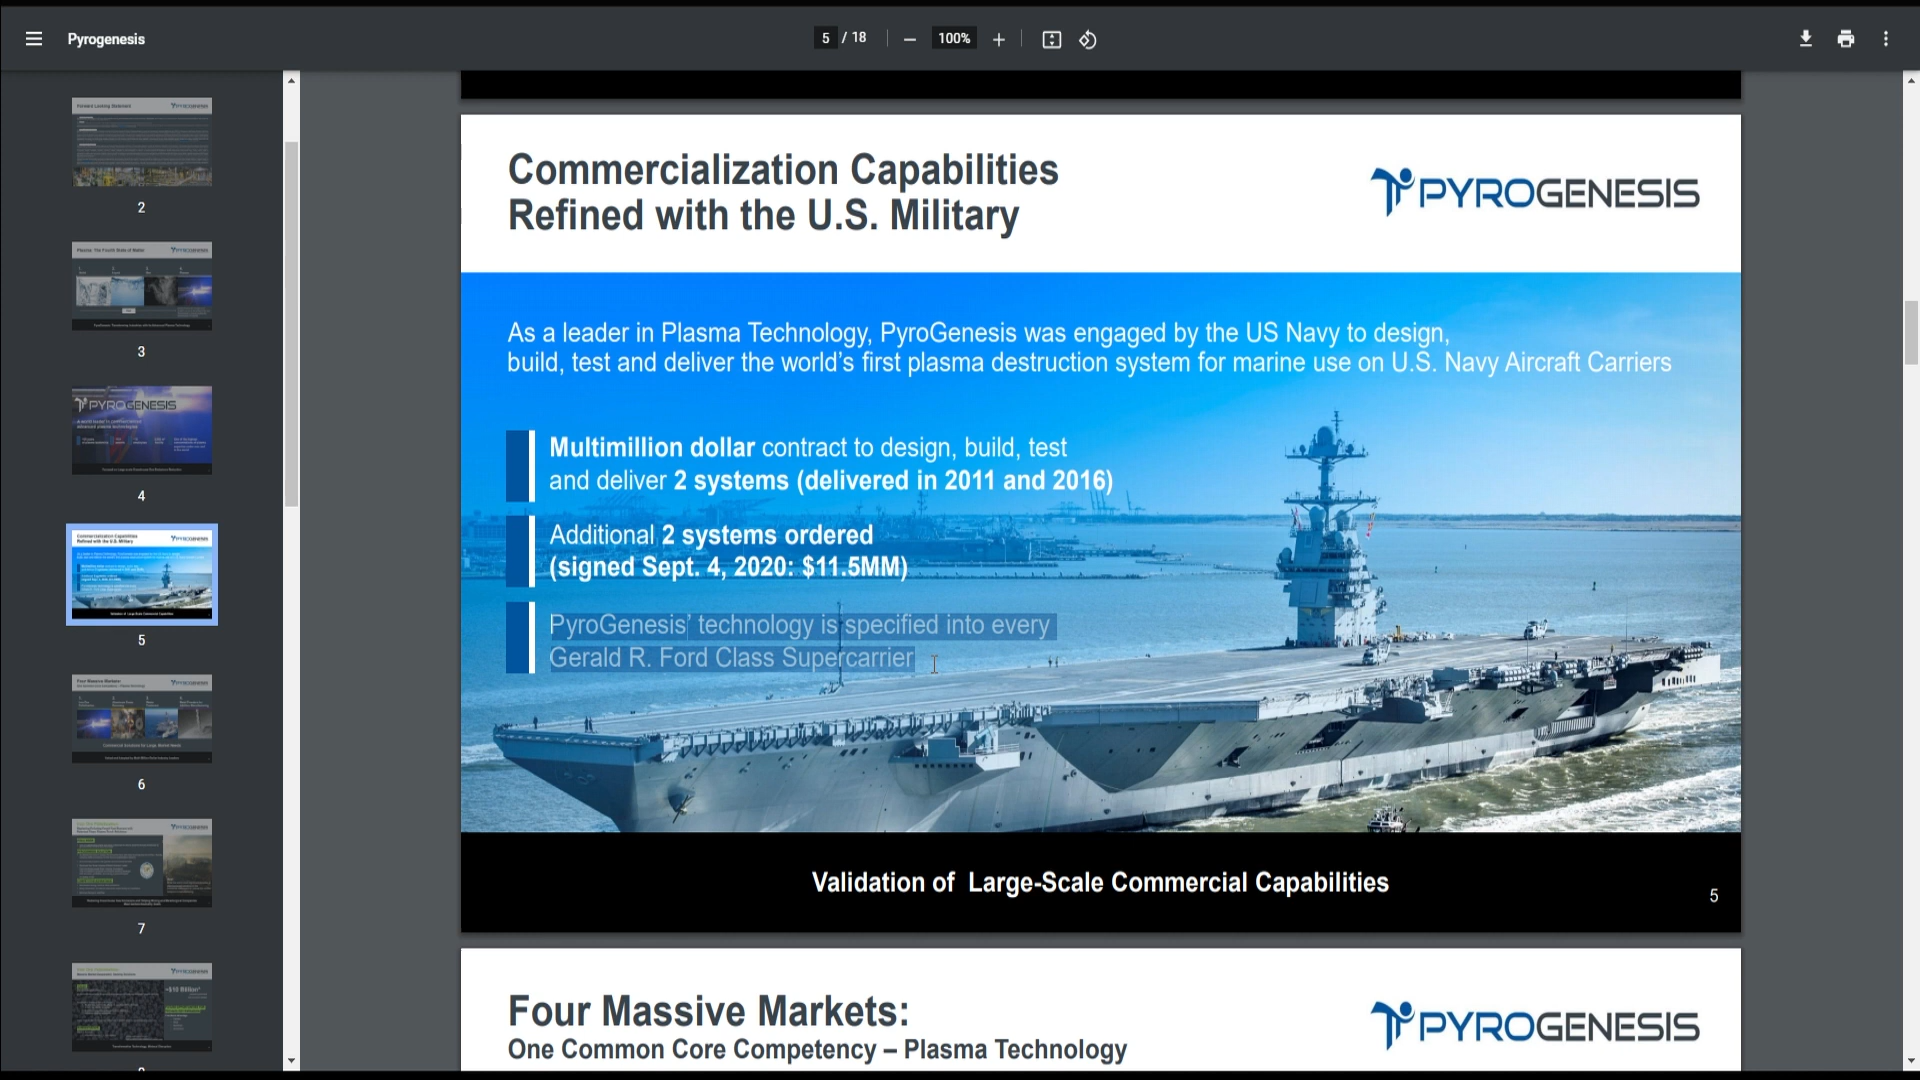 Pyrogenesis
5 / 18
100%
2
3
4
5
6
7
Commercialization Capabilities
Refined with the U.S. Military
PYROGENESIS
As a leader in Plasma Technology, PyroGenesis was engaged by the US Navy to design,
build, test and deliver the world's first plasma destruction system for marine use on U.S. Navy Aircraft Carriers
Multimillion dollar contract to design, build, test
and deliver 2 systems (delivered in 2011 and 2016)
Additional 2 systems ordered
(signed Sept. 4, 2020: $11.5MM)
PyroGenesis' technology is specified into every
Gerald R. Ford Class Supercarrier
Validation of Large-Scale Commercial Capabilities
5
Four Massive Markets:
One Common Core Competency – Plasma Technology
PYROGENESIS